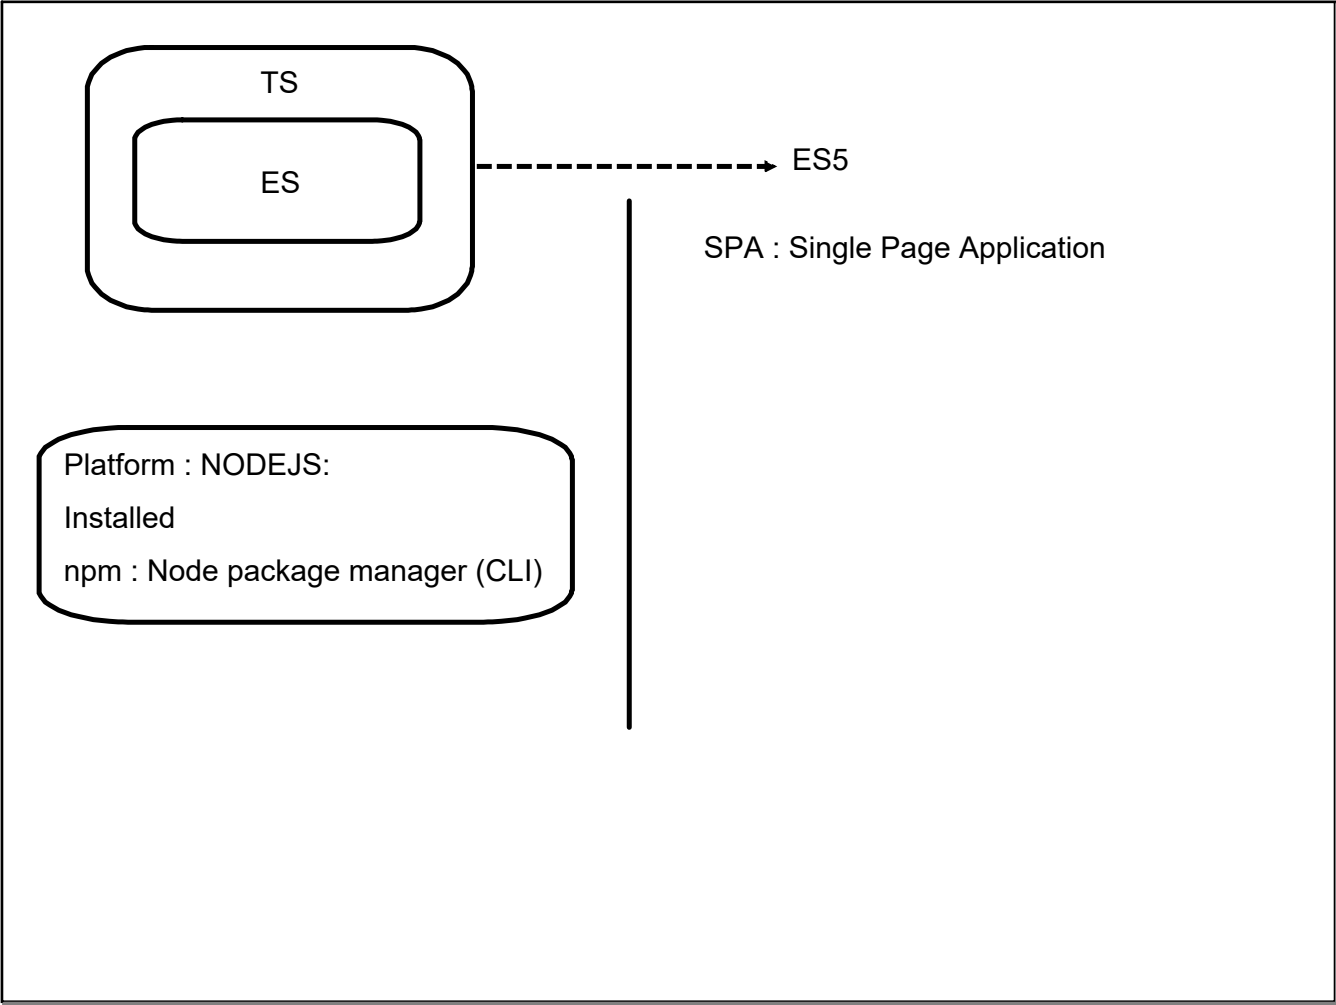 TS
ES
ES5
SPA : Single Page Application
Platform : NODEJS:
Installed
npm : Node package manager (CLI)